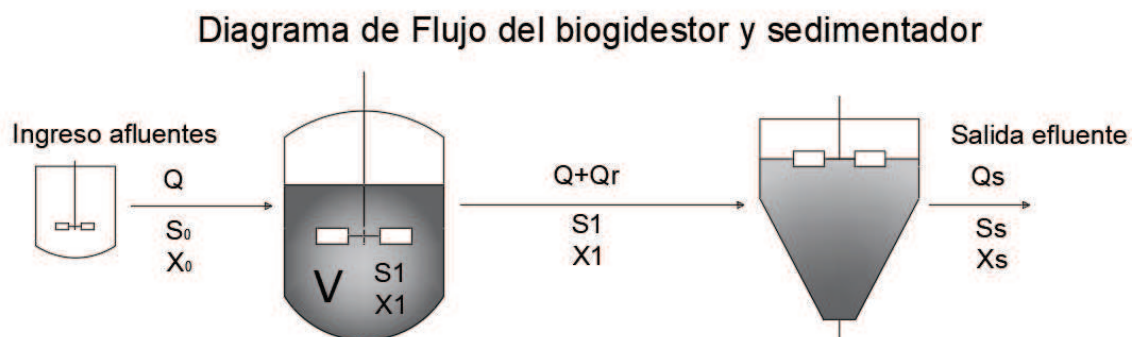 Diagrama de Flujo del biogidestor y sedimentador
Ingreso afluentes
Q
S₀
X₀
V
S1
X1
Q+Qr
S1
X1
Salida efluente
Qs
Ss
Xs